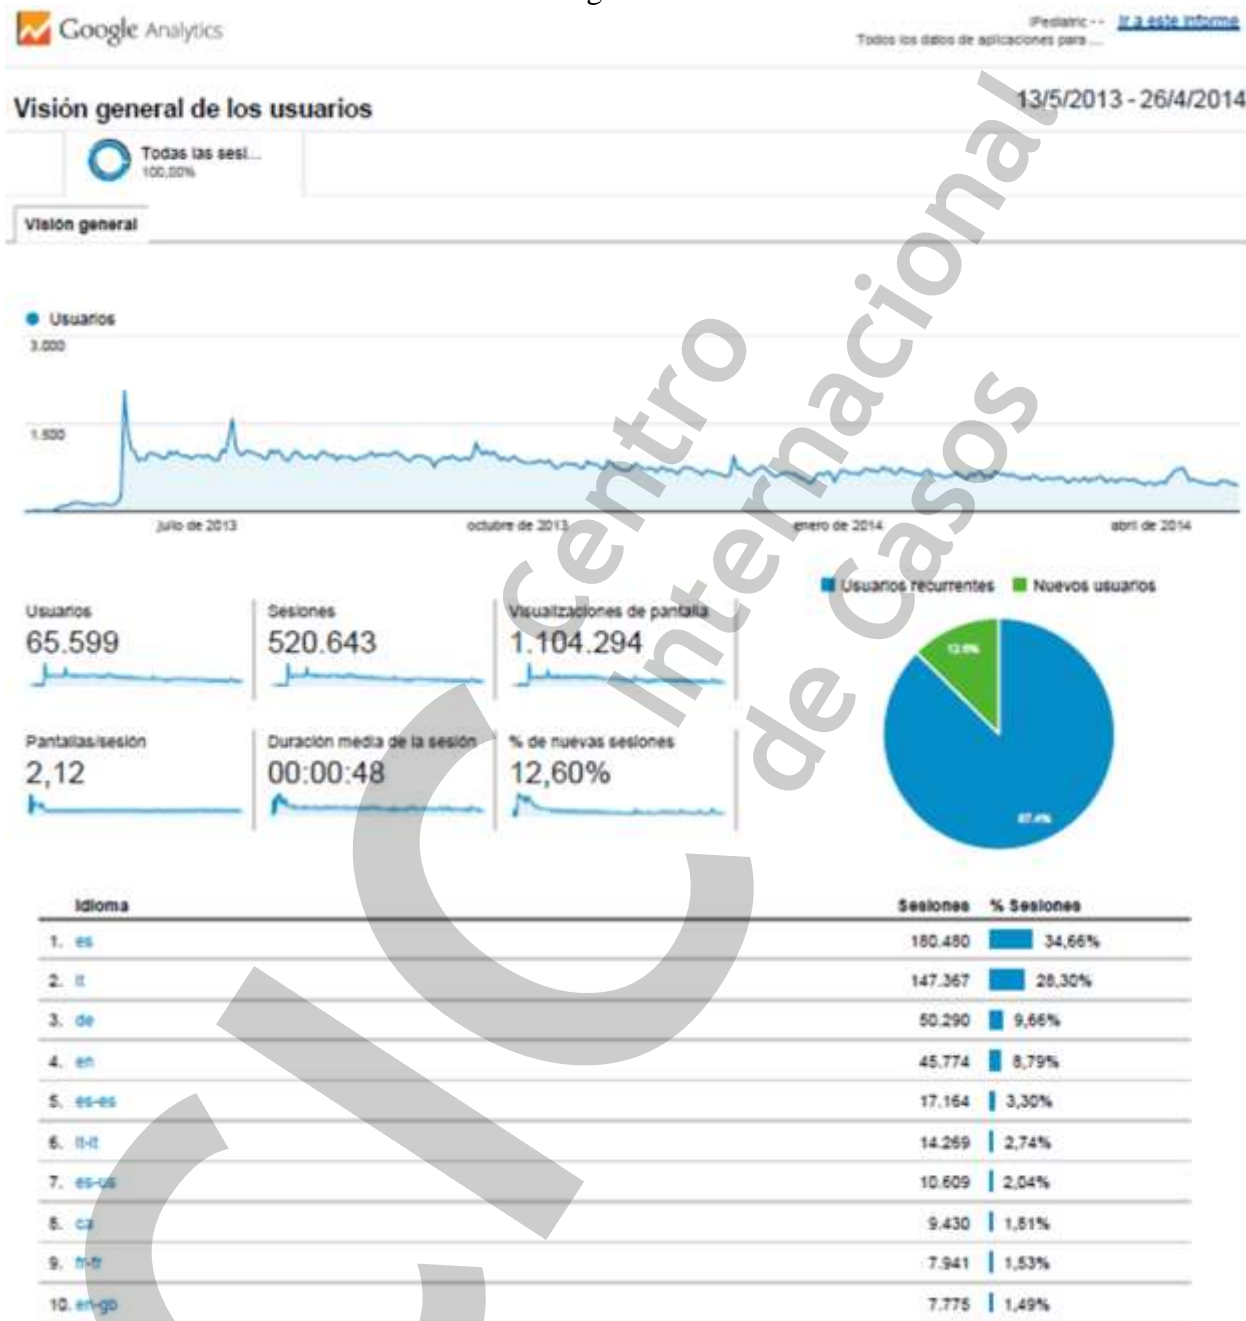 Google Analytics
iPediatric - - Ir a este informe
Todos los datos de aplicaciones para ...
Visión general de los usuarios
13/5/2013 - 26/4/2014
Todas las sesi...
100,00%
Visión general
Usuarios
3.000
1.500
julio de 2013 octubre de 2013 enero de 2014 abril de 2014
Usuarios recurrentes Nuevos usuarios
Usuarios Sesiones Visualizaciones de pantalla
65.599 520.643 1.104.294
12.6%
Pantallas/sesión Duración media de la sesión % de nuevas sesiones
2,12 00:00:48 12,60%
87.4%
Idioma Sesiones % Sesiones
1. es 180.480 34,66%
2. it 147.367 28,30%
3. de 50.290 9,66%
4. en 45.774 8,79%
5. es-es 17.164 3,30%
6. it-it 14.269 2,74%
7. es-us 10.609 2,04%
8. ca 9.430 1,81%
9. fr-fr 7.941 1,53%
10. en-gb 7.775 1,49%
CIC
Centro
Internacional
de Casos